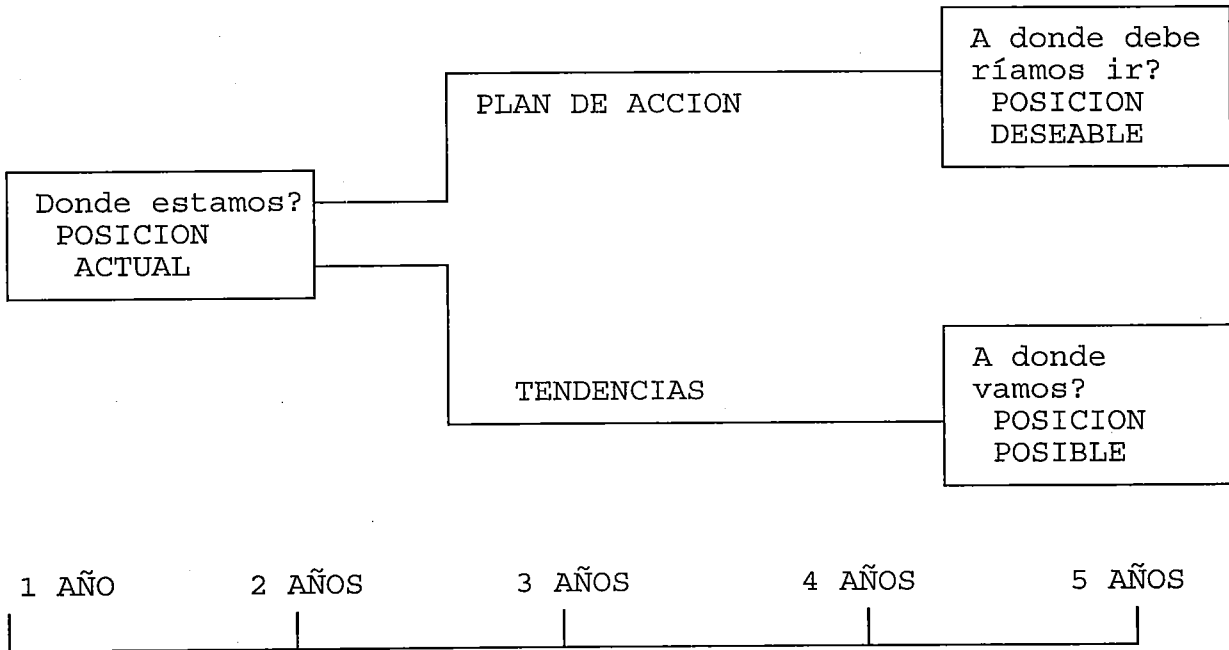 A donde debe
ríamos ir?
POSICION
DESEABLE
PLAN DE ACCION
Donde estamos?
POSICION
ACTUAL
TENDENCIAS
A donde
vamos?
POSICION
POSIBLE
1 AÑO 2 AÑOS 3 AÑOS 4 AÑOS 5 AÑOS